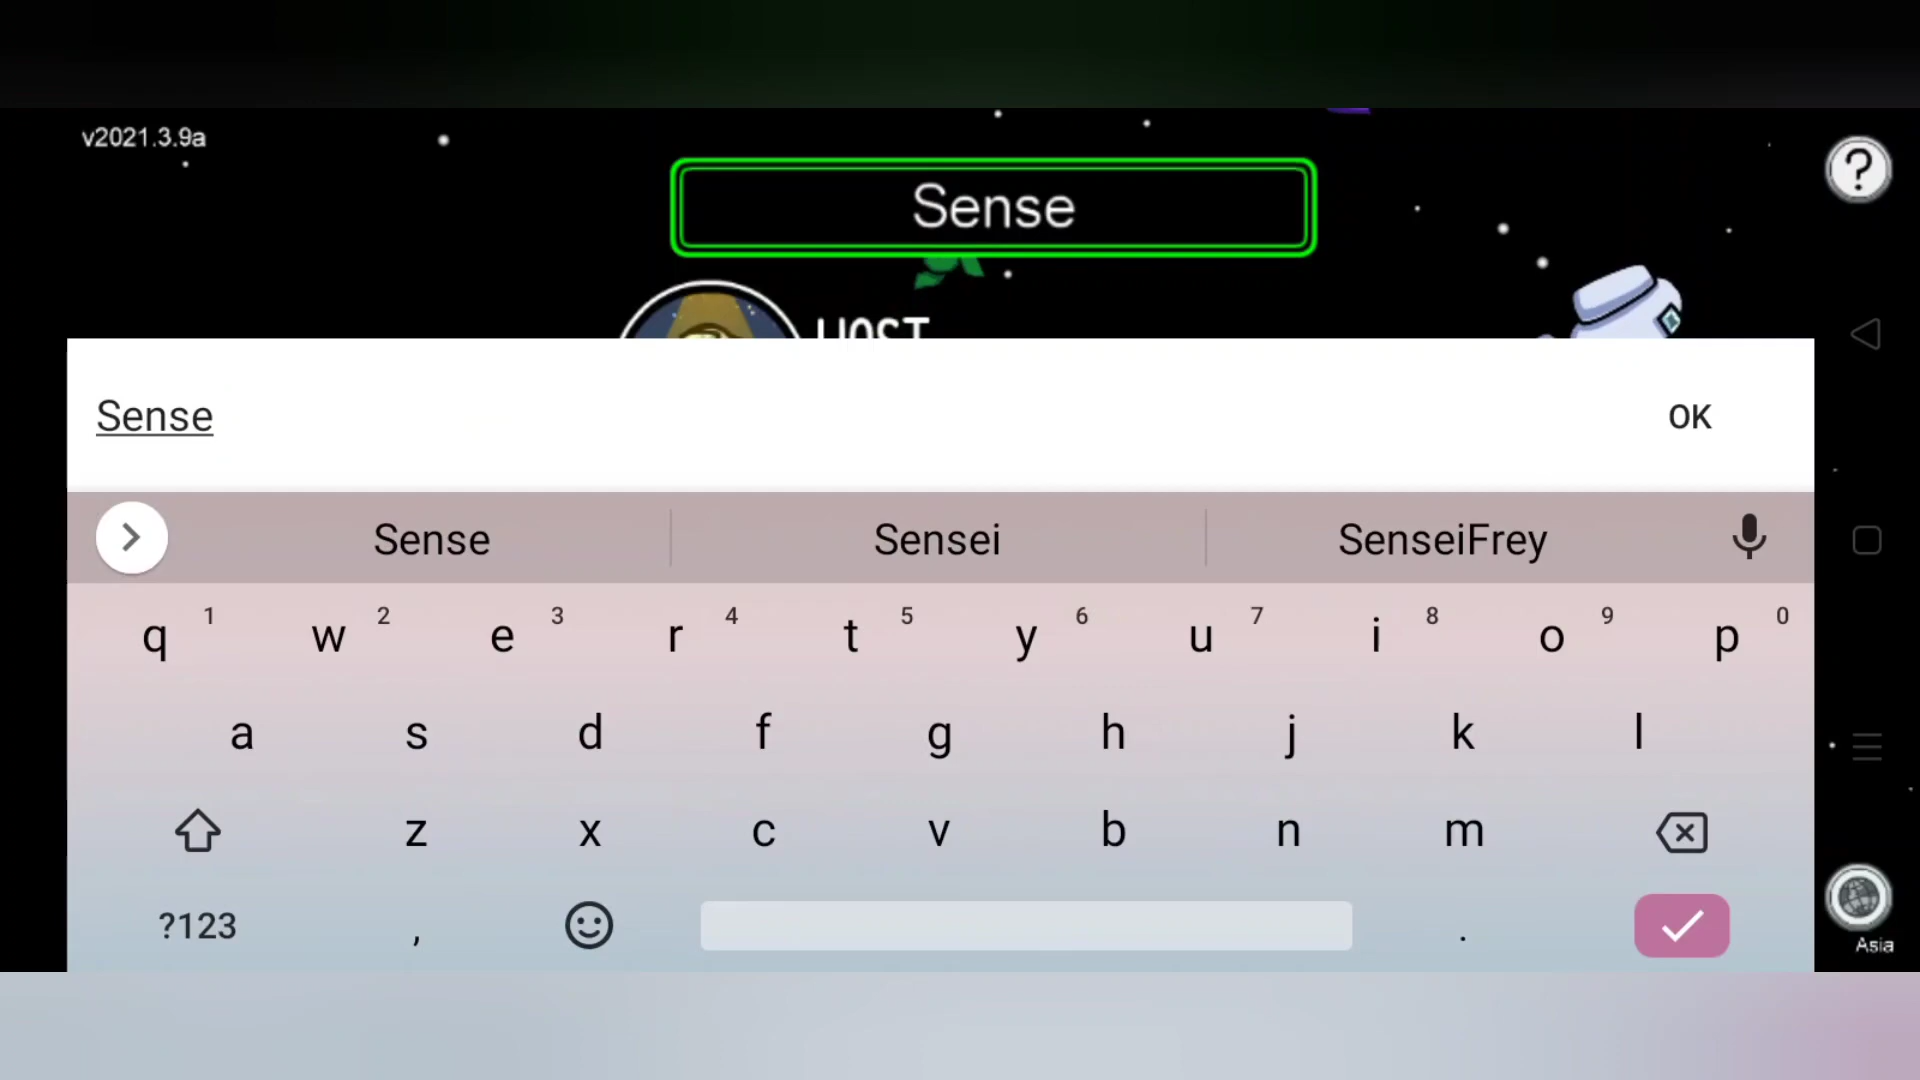 v2021.3.9a
Sense
HOST
Sense
OK
Sense Sensei SenseiFrey
q 1 w 2 e 3 r 4 t 5 y 6 u 7 i 8 o 9 p 0
a s d f g h j k l
z x c v b n m
?123 , .
Asia